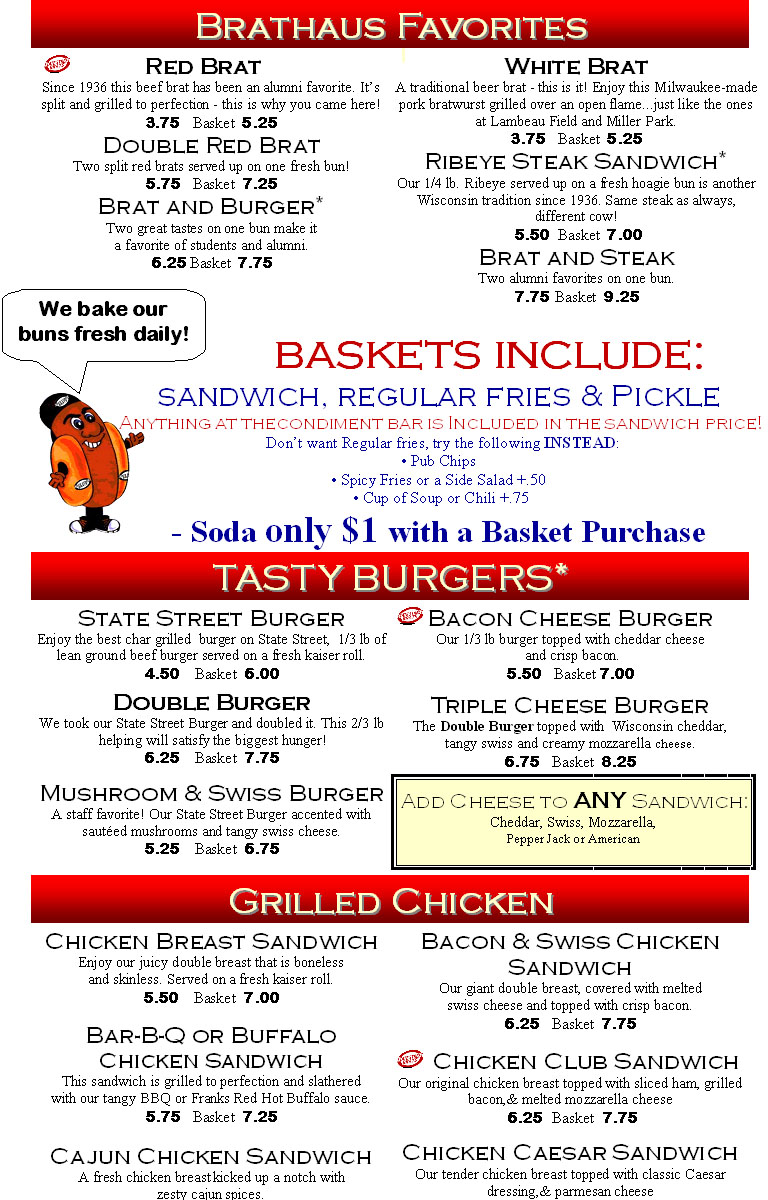 BRATHAUS FAVORITES
RED BRAT
Since 1936 this beef brat has been an alumni favorite. It's
split and grilled to perfection - this is why you came here!
3.75 Basket 5.25
DOUBLE RED BRAT
Two split red brats served up on one fresh bun!
5.75 Basket 7.25
BRAT AND BURGER*
Two great tastes on one bun make it
a favorite of students and alumni.
6.25 Basket 7.75
WHITE BRAT
A traditional beer brat - this is it! Enjoy this Milwaukee-made
pork bratwurst grilled over an open flame...just like the ones
at Lambeau Field and Miller Park.
3.75 Basket 5.25
RIBEYE STEAK SANDWICH*
Our 1/4 lb. Ribeye served up on a fresh hoagie bun is another
Wisconsin tradition since 1936. Same steak as always,
different cow!
5.50 Basket 7.00
BRAT AND STEAK
Two alumni favorites on one bun.
7.75 Basket 9.25
We bake our
buns fresh daily!
BASKETS INCLUDE:
SANDWICH, REGULAR FRIES & PICKLE
ANYTHING AT THECONDIMENT BAR IS INCLUDED IN THE SANDWICH PRICE!
Don't want Regular fries, try the following INSTEAD:
• Pub Chips
• Spicy Fries or a Side Salad +.50
• Cup of Soup or Chili +.75
- Soda only $1 with a Basket Purchase
TASTY BURGERS*
STATE STREET BURGER
Enjoy the best char grilled burger on State Street, 1/3 lb of
lean ground beef burger served on a fresh kaiser roll.
4.50 Basket 6.00
DOUBLE BURGER
We took our State Street Burger and doubled it. This 2/3 lb
helping will satisfy the biggest hunger!
6.25 Basket 7.75
MUSHROOM & SWISS BURGER
A staff favorite! Our State Street Burger accented with
sautéed mushrooms and tangy swiss cheese.
5.25 Basket 6.75
BACON CHEESE BURGER
Our 1/3 lb burger topped with cheddar cheese
and crisp bacon.
5.50 Basket 7.00
TRIPLE CHEESE BURGER
The Double Burger topped with Wisconsin cheddar,
tangy swiss and creamy mozzarella cheese.
6.75 Basket 8.25
ADD CHEESE TO ANY SANDWICH:
Cheddar, Swiss, Mozzarella,
Pepper Jack or American
GRILLED CHICKEN
CHICKEN BREAST SANDWICH
Enjoy our juicy double breast that is boneless
and skinless. Served on a fresh kaiser roll.
5.50 Basket 7.00
BAR-B-Q OR BUFFALO
CHICKEN SANDWICH
This sandwich is grilled to perfection and slathered
with our tangy BBQ or Franks Red Hot Buffalo sauce.
5.75 Basket 7.25
CAJUN CHICKEN SANDWICH
A fresh chicken breast kicked up a notch with
zesty cajun spices.
BACON & SWISS CHICKEN
SANDWICH
Our giant double breast, covered with melted
swiss cheese and topped with crisp bacon.
6.25 Basket 7.75
CHICKEN CLUB SANDWICH
Our original chicken breast topped with sliced ham, grilled
bacon,& melted mozzarella cheese
6.25 Basket 7.75
CHICKEN CAESAR SANDWICH
Our tender chicken breast topped with classic Caesar
dressing,& parmesan cheese